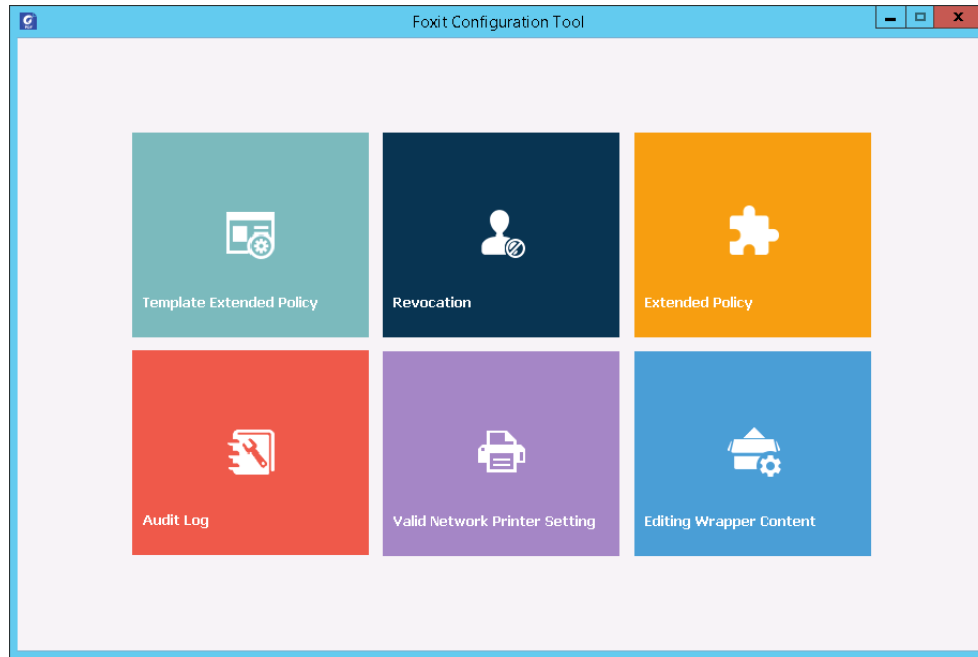 Foxit Configuration Tool
Template Extended Policy
Revocation
Extended Policy
Audit Log
Valid Network Printer Setting
Editing Wrapper Content